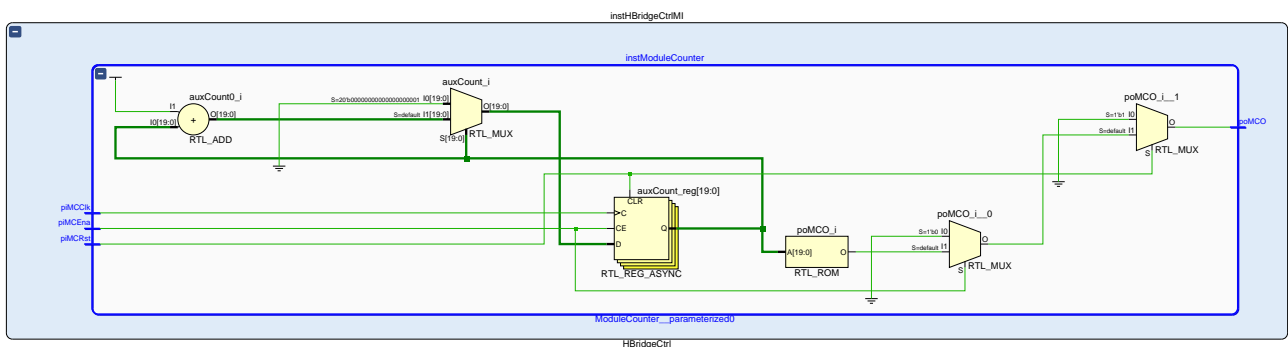 instHBridgeCtrlMI
instModuleCounter
auxCount_i
auxCount0_i
poMCO_i__1
S=20'b00000000000000000001 I0[19:0]
O[19:0]
I1
O[19:0]
S=default I1[19:0]
I0[19:0]
RTL_MUX
RTL_ADD
S[19:0]
S=1'b1 I0
O
poMCO
S=default I1
S
RTL_MUX
auxCount_reg[19:0]
CLR
piMCClk
C
poMCO_i__0
piMCEna
CE
Q
poMCO_i
S=1'b0 I0
piMCRst
D
O
A[19:0]
O
S=default I1
RTL_REG_ASYNC
RTL_ROM
S
RTL_MUX
ModuleCounter__parameterized0
HBridgeCtrl